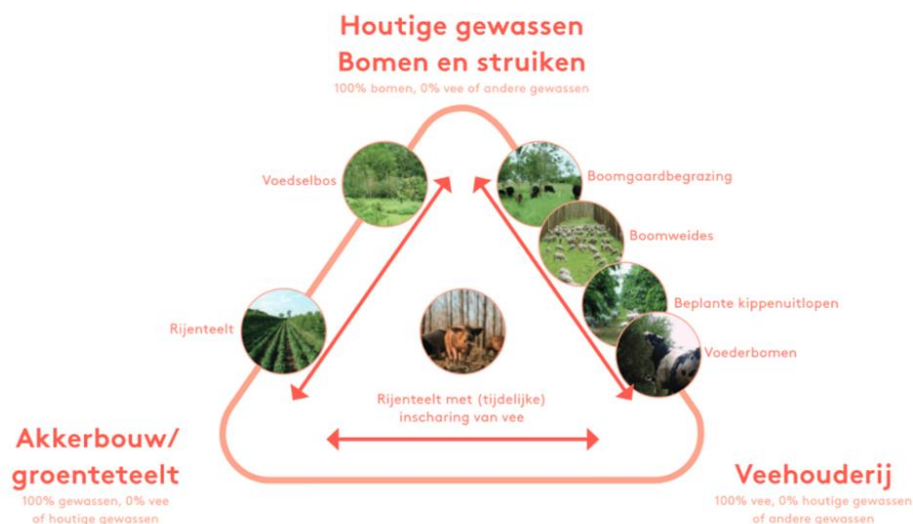 Houtige gewassen
Bomen en struiken
100% bomen, 0% vee of andere gewassen
Voedselbos
Boomgaardbegrazing
Boomweides
Beplante kippenuitlopen
Rijenteelt
Voederbomen
Rijenteelt met (tijdelijke)
inscharing van vee
Akkerbouw/
groenteteelt
100% gewassen, 0% vee
of houtige gewassen
Veehouderij
100% vee, 0% houtige gewassen
of andere gewassen